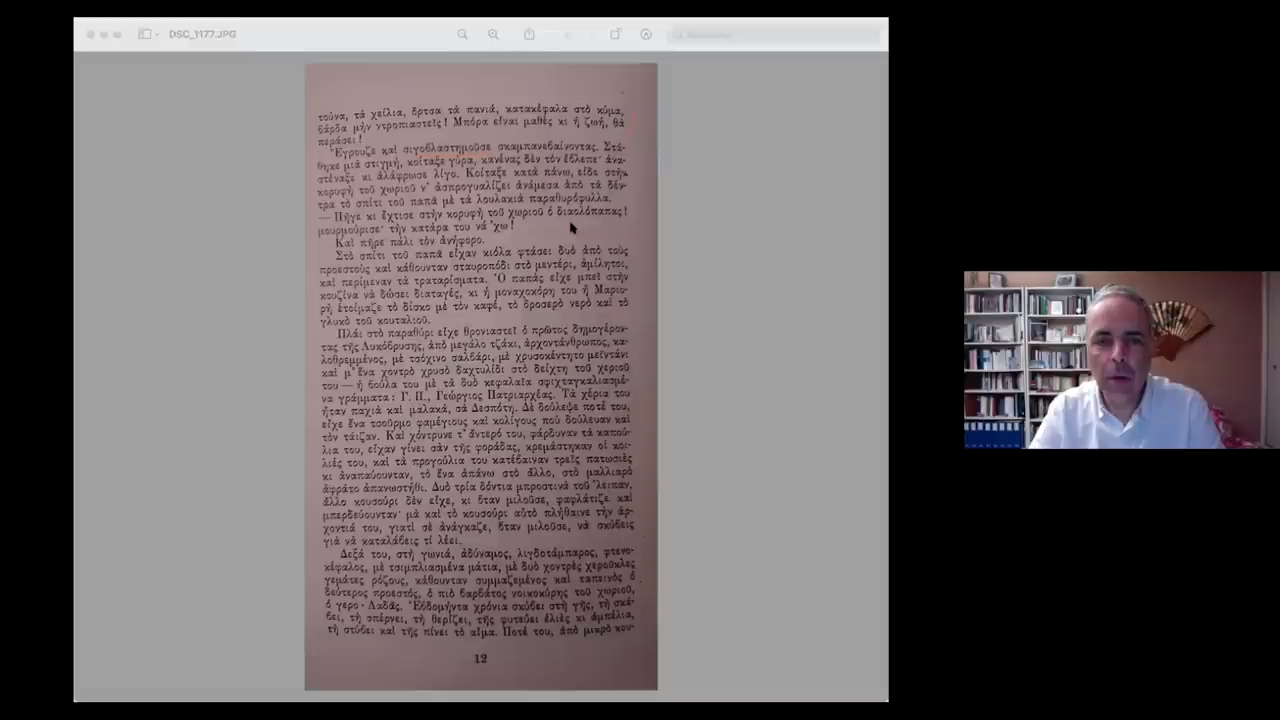 DSC_1177.JPG
τούνα, τὰ χείλια, ὄρτσα τὰ πανιά, κατακέφαλα στὸ κύμα,
βάρδα μὴν ντροπιαστεῖς! Μπόρα εἶναι μαθὲς κι ἡ ζωή, θὰ
περάσει!
Ἔγρουζε καὶ σιγοβλαστημοῦσε σκαμπανεβαίνοντας. Στά-
θηκε μιὰ στιγμή, κοίταξε γύρα, κανένας δὲν τὸν ἔβλεπε· ἀνα-
στέναξε κι ἀλάφρωσε λίγο. Κοίταξε κατὰ πάνω, εἶδε στὴν
κορυφὴ τοῦ χωριοῦ ν' ἀσπρογυαλίζει ἀνάμεσα ἀπὸ τὰ δέν-
τρα τὸ σπίτι τοῦ παπᾶ μὲ τὰ λουλακιὰ παραθυρόφυλλα.
— Πῆγε κι ἔχτισε στὴν κορυφὴ τοῦ χωριοῦ ὁ διαολόπαπας!
μουρμούρισε· τὴν κατάρα του νά 'χω!
Καὶ πῆρε πάλι τὸν ἀνήφορο.
Στὸ σπίτι τοῦ παπᾶ εἶχαν κιόλα φτάσει δυὸ ἀπὸ τοὺς
προεστοὺς καὶ κάθουνταν σταυροπόδι στὸ μεντέρι, ἀμίλητοι,
καὶ περίμεναν τὰ τραταρίσματα. Ὁ παπὰς εἶχε μπεῖ στὴν
κουζίνα νὰ δώσει διαταγές, κι ἡ μοναχοκόρη του ἡ Μαριο-
ρὴ ἑτοίμαζε τὸ δίσκο μὲ τὸν καφέ, τὸ δροσερὸ νερὸ καὶ τὸ
γλυκὸ τοῦ κουταλιοῦ.
Πλάι στὸ παραθύρι εἶχε θρονιαστεῖ ὁ πρῶτος δημογέρον-
τας τῆς Λυκόβρυσης, ἀπὸ μεγάλο τζάκι, ἀρχοντάνθρωπος, κα-
λοθρεμμένος, μὲ τσόχινο σαλβάρι, μὲ χρυσοκέντητο μεϊντάνι
καὶ μ' ἕνα χοντρὸ χρυσὸ δαχτυλίδι στὸ δείχτη τοῦ χεριοῦ
του — ἡ βούλα του μὲ τὰ δυὸ κεφαλαῖα σφιχταγκαλιασμέ-
να γράμματα: Γ. Π., Γεώργιος Πατριαρχέας. Τὰ χέρια του
ἦταν παχιὰ καὶ μαλακά, σὰ Δεσπότη. Δὲ δούλεψε ποτέ του,
εἶχε ἕνα τσοῦρμο φαμέγιους καὶ κολίγους ποὺ δούλευαν καὶ
τὸν τάιζαν. Καὶ χόντρυνε τ' ἄντερό του, φάρδυναν τὰ καπού-
λια του, εἶχαν γίνει σὰν τῆς φοράδας, κρεμάστηκαν οἱ κοι-
λιές του, καὶ τὰ προγούλια του κατέβαιναν τρεῖς πατωσιὲς
κι ἀναπαύουνταν, τὸ ἕνα ἀπάνω στὸ ἄλλο, στὸ μαλλιαρὸ
ἀφράτο ἀπανωστήθι. Δυὸ τρία δόντια μπροστινὰ τοῦ 'λειπαν,
ἄλλο κουσούρι δὲν εἶχε, κι ὅταν μιλοῦσε, φαφλάτιζε καὶ
μπερδεύουνταν· μὰ καὶ τὸ κουσούρι αὐτὸ πλήθαινε τὴν ἀρ-
χοντιά του, γιατὶ σὲ ἀνάγκαζε, ὅταν μιλοῦσε, νὰ σκύβεις
γιὰ νὰ καταλάβεις τί λέει.
Δεξά του, στὴ γωνιά, ἀδύναμος, λιγδοτάμπαρος, φτενο-
κέφαλος, μὲ τσιμπλιασμένα μάτια, μὲ δυὸ χοντρὲς χεροῦκλες
γεμάτες ρόζους, κάθουνταν συμμαζεμένος καὶ ταπεινὸς ὁ
δεύτερος προεστός, ὁ πιὸ βαρβάτος νοικοκύρης τοῦ χωριοῦ,
ὁ γερο-Λαδᾶς. Ἑβδομήντα χρόνια σκύβει στὴ γῆς, τὴ σκά-
βει, τὴ σπέρνει, τὴ θερίζει, τῆς φυτεύει ἐλιὲς κι ἀμπέλια,
τὴ στύβει καὶ τῆς πίνει τὸ αἷμα. Ποτέ του, ἀπὸ μικρὸ κου-
12